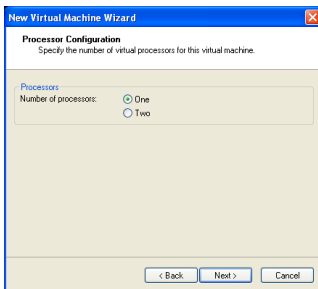 New Virtual Machine Wizard
Processor Configuration
Specify the number of virtual processors for this virtual machine.
Processors
Number of processors:
One
Two
< Back
Next >
Cancel